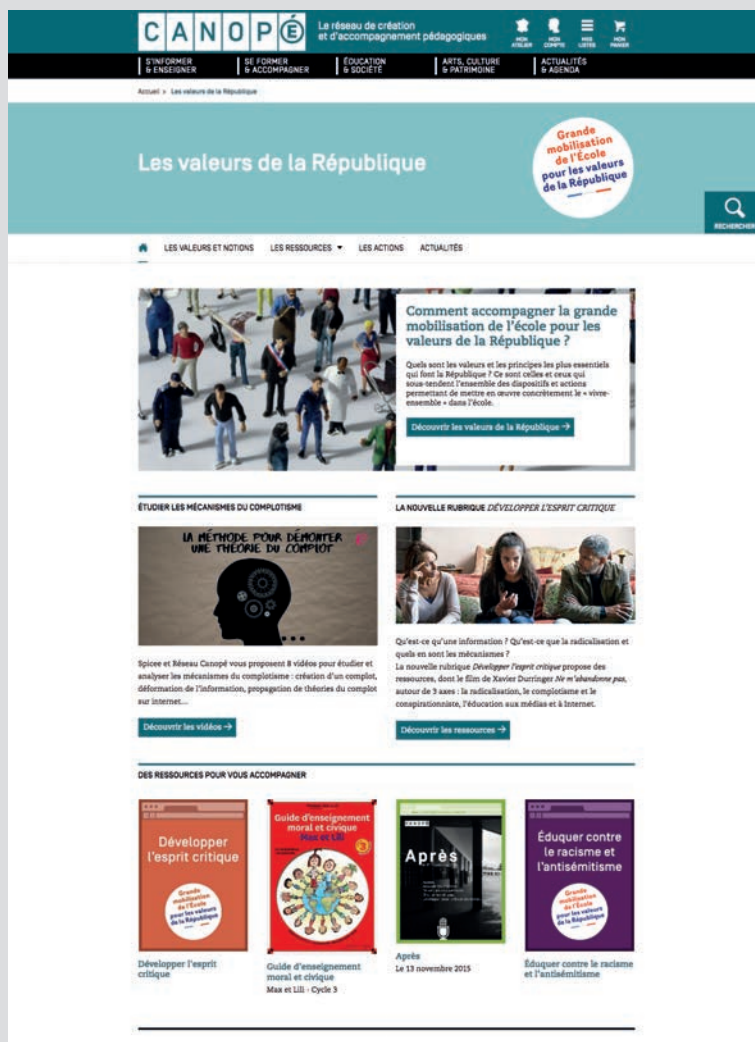 CANOPÉ
Le réseau de création
et d'accompagnement pédagogiques
MON
ATELIER
MON
COMPTE
MES
LISTES
MON
PANIER
S'INFORMER
& ENSEIGNER
SE FORMER
& ACCOMPAGNER
ÉDUCATION
& SOCIÉTÉ
ARTS, CULTURE
& PATRIMOINE
ACTUALITÉS
& AGENDA
Accueil > Les valeurs de la République
Les valeurs de la République
Grande
mobilisation
de l'École
pour les valeurs
de la République
RECHERCHER
LES VALEURS ET NOTIONS LES RESSOURCES LES ACTIONS ACTUALITÉS
Comment accompagner la grande
mobilisation de l'école pour les
valeurs de la République ?
Quels sont les valeurs et les principes les plus essentiels
qui font la République ? Ce sont celles et ceux qui
sous-tendent l'ensemble des dispositifs et actions
permettant de mettre en œuvre concrètement le « vivre-
ensemble » dans l'école.
Découvrir les valeurs de la République →
ÉTUDIER LES MÉCANISMES DU COMPLOTISME
LA MÉTHODE POUR DÉMONTER
UNE THÉORIE DU COMPLOT
...
Spicee et Réseau Canopé vous proposent 8 vidéos pour étudier et
analyser les mécanismes du complotisme : création d'un complot,
déformation de l'information, propagation de théories du complot
sur internet...
Découvrir les vidéos →
LA NOUVELLE RUBRIQUE DÉVELOPPER L'ESPRIT CRITIQUE
Qu'est-ce qu'une information ? Qu'est-ce que la radicalisation et
quels en sont les mécanismes ?
La nouvelle rubrique Développer l'esprit critique propose des
ressources, dont le film de Xavier Durringer Ne m'abandonne pas,
autour de 3 axes : la radicalisation, le complotisme et le
conspirationniste, l'éducation aux médias et à Internet.
Découvrir les ressources →
DES RESSOURCES POUR VOUS ACCOMPAGNER
Développer
l'esprit critique
Grande
mobilisation
de l'École
pour les valeurs
de la République
Développer l'esprit
critique
Guide d'enseignement
moral et civique
Max et Lili
Guide d'enseignement
moral et civique
Max et Lili - Cycle 3
CANOPÉ
Après
Après
Le 13 novembre 2015
Éduquer contre
le racisme et
l'antisémitisme
Grande
mobilisation
de l'École
pour les valeurs
de la République
Éduquer contre le racisme
et l'antisémitisme